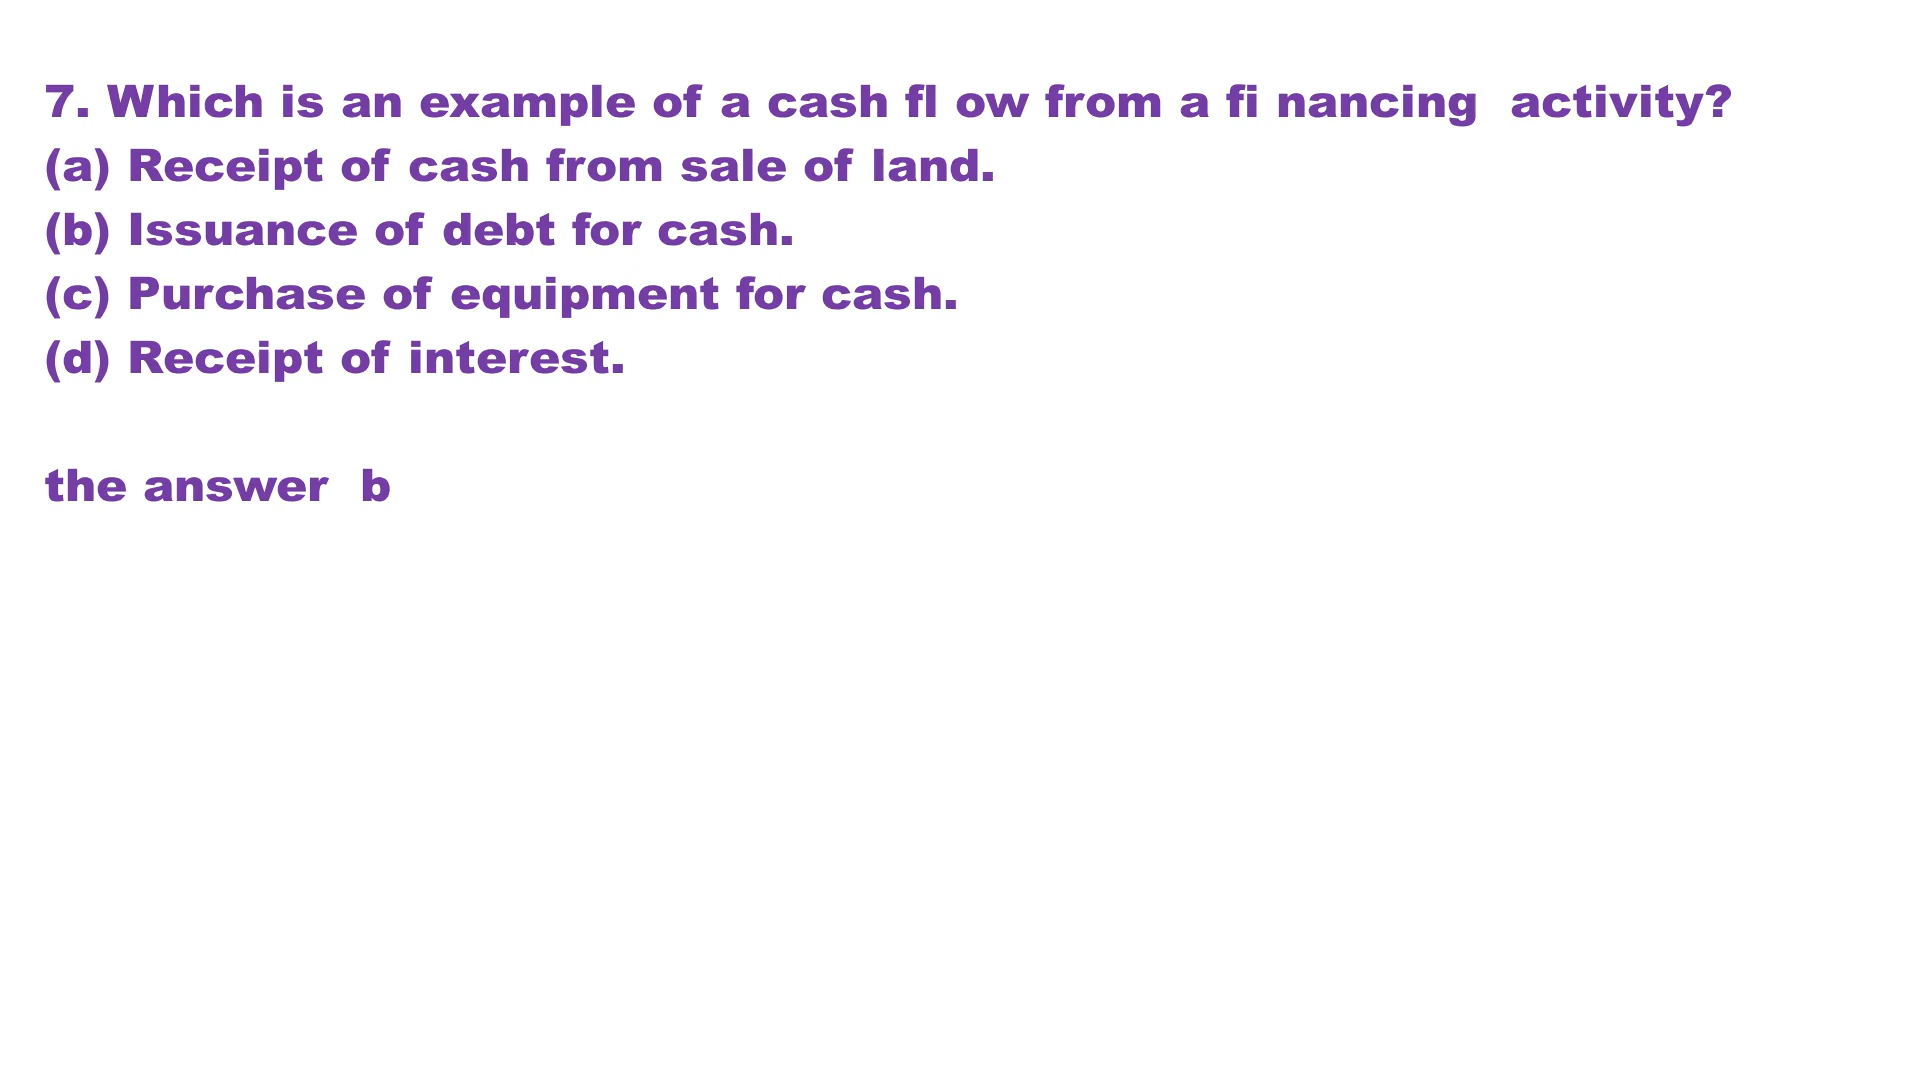 7. Which is an example of a cash fl ow from a fi nancing  activity?
(a) Receipt of cash from sale of land.
(b) Issuance of debt for cash.
(c) Purchase of equipment for cash.
(d) Receipt of interest.
the answer  b